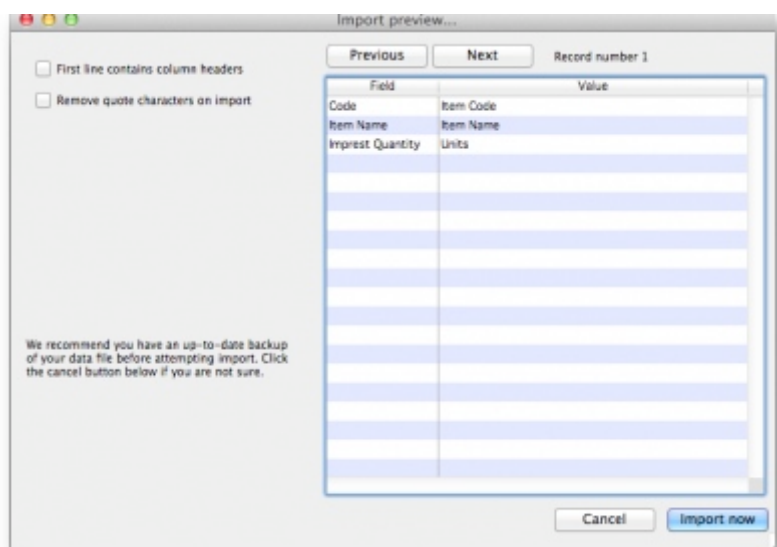 Import preview...
Previous
Next
Record number 1
First line contains column headers
Remove quote characters on import
Field
Value
Code
Item Code
Item Name
Item Name
Imprest Quantity
Units
We recommend you have an up-to-date backup
of your data file before attempting import. Click
the cancel button below if you are not sure.
Cancel
Import now